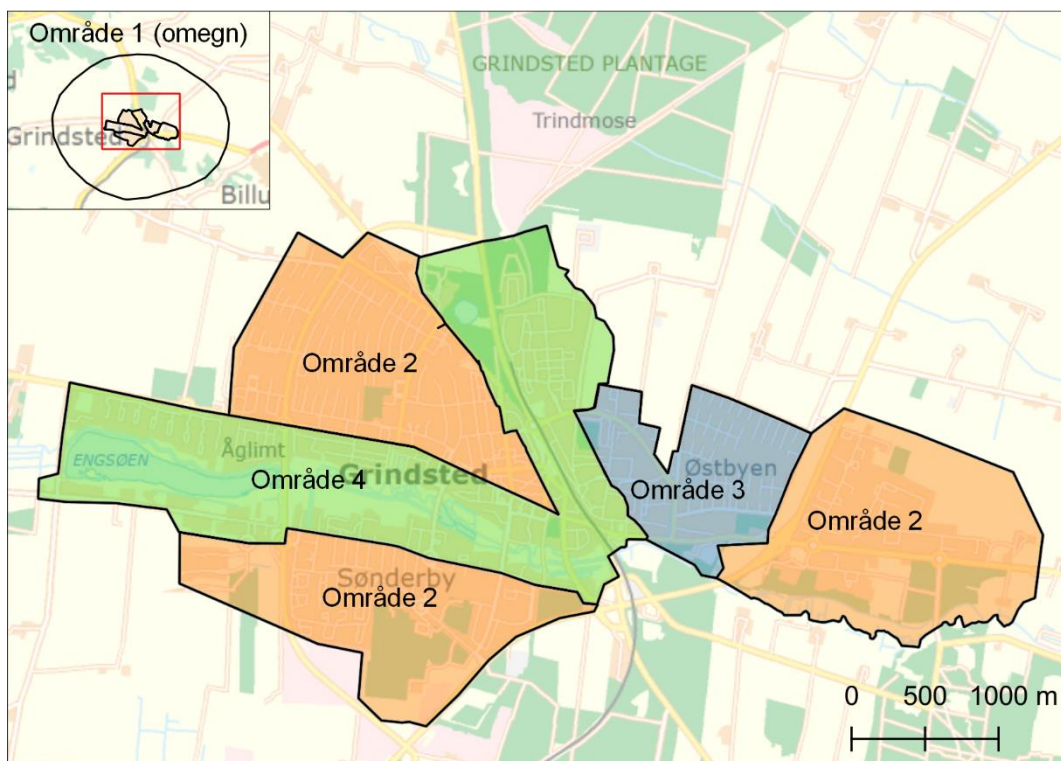 Område 1 (omegn)
Grindsted
Billu
GRINDSTED PLANTAGE
Trindmose
Område 2
Åglimt
ENGSØEN
Grindsted
Område 4
Østbyen
Område 3
Område 2
Sønderby
Område 2
0 500 1000 m